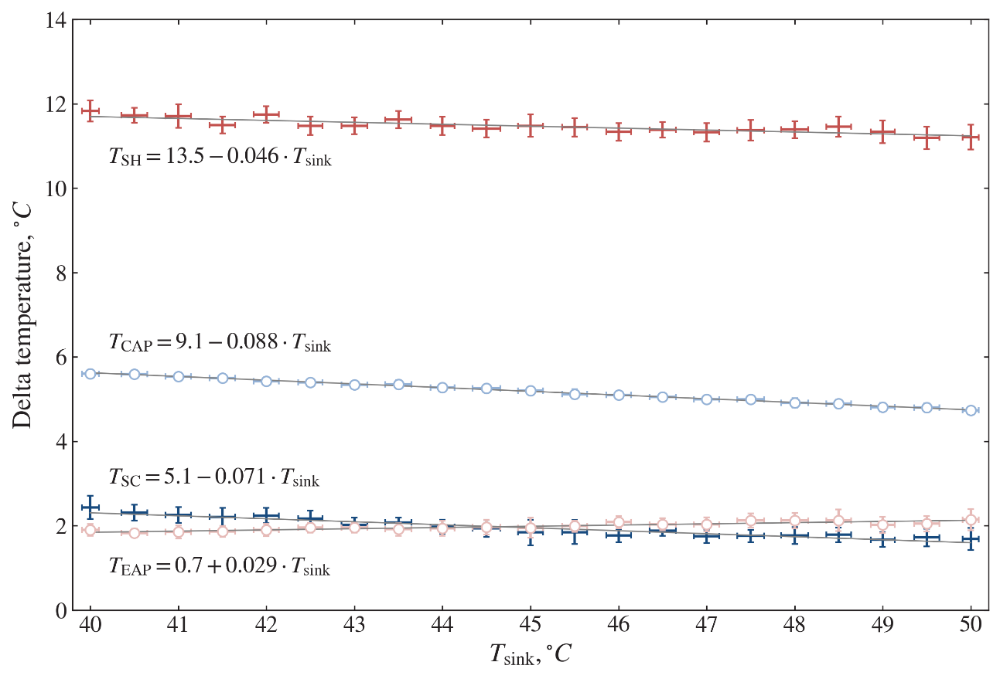 14
12
10
8
6
4
2
0
Delta temperature, °C
T_SH = 13.5 − 0.046 · T_sink
T_CAP = 9.1 − 0.088 · T_sink
T_SC = 5.1 − 0.071 · T_sink
T_EAP = 0.7 + 0.029 · T_sink
40 41 42 43 44 45 46 47 48 49 50
T_sink, °C